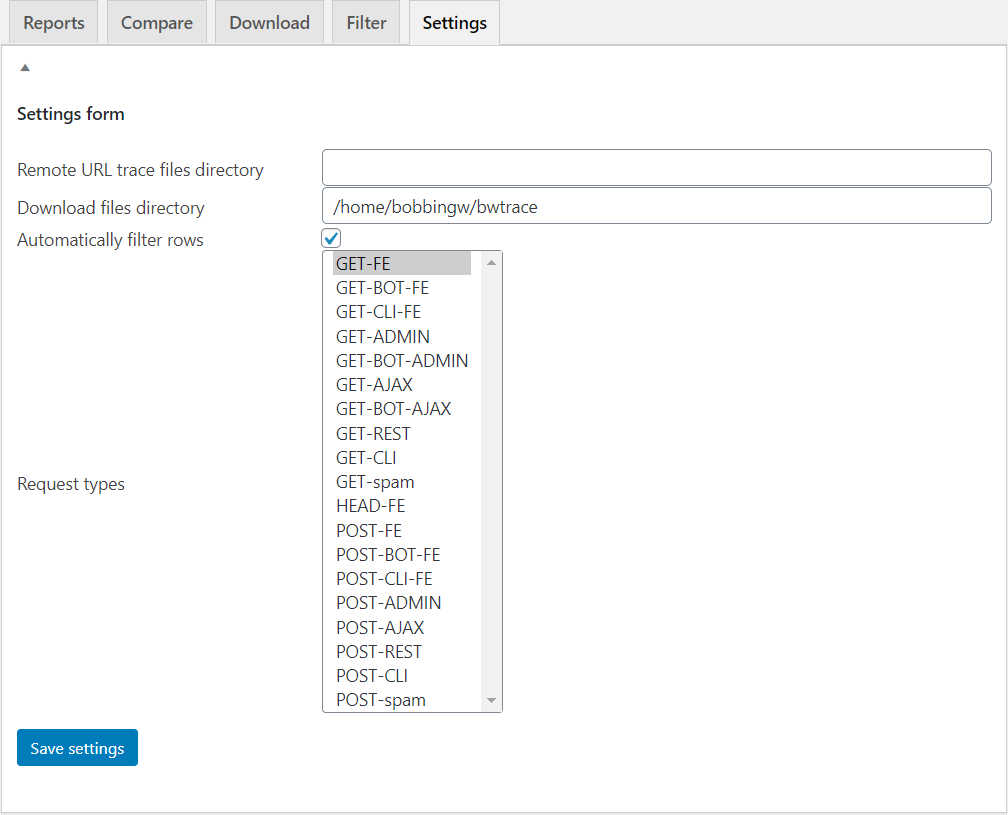 Reports Compare Download Filter Settings
Settings form
Remote URL trace files directory
Download files directory /home/bobbingw/bwtrace
Automatically filter rows
GET-FE
GET-BOT-FE
GET-CLI-FE
GET-ADMIN
GET-BOT-ADMIN
GET-AJAX
GET-BOT-AJAX
GET-REST
GET-CLI
GET-spam
Request types
HEAD-FE
POST-FE
POST-BOT-FE
POST-CLI-FE
POST-ADMIN
POST-AJAX
POST-REST
POST-CLI
POST-spam
Save settings